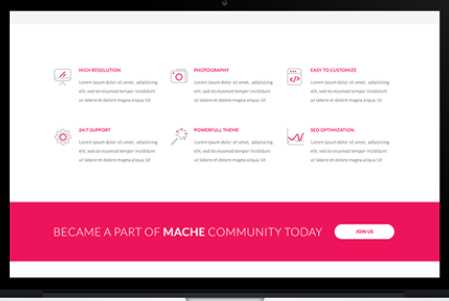 HIGH RESOLUTION
Lorem ipsum dolor sit amet, adipisicing
elit, sed do eiusmod tempor incididunt
ut labore et dolore magna aliqua. Ut
PHOTOGRAPHY
Lorem ipsum dolor sit amet, adipisicing
elit, sed do eiusmod tempor incididunt
ut labore et dolore magna aliqua. Ut
EASY TO CUSTOMIZE
Lorem ipsum dolor sit amet, adipisicing
elit, sed do eiusmod tempor incididunt
ut labore et dolore magna aliqua. Ut
24/7 SUPPORT
Lorem ipsum dolor sit amet, adipisicing
elit, sed do eiusmod tempor incididunt
ut labore et dolore magna aliqua. Ut
POWERFULL THEME
Lorem ipsum dolor sit amet, adipisicing
elit, sed do eiusmod tempor incididunt
ut labore et dolore magna aliqua. Ut
SEO OPTIMIZATION
Lorem ipsum dolor sit amet, adipisicing
elit, sed do eiusmod tempor incididunt
ut labore et dolore magna aliqua. Ut
BECAME A PART OF MACHE COMMUNITY TODAY
JOIN US